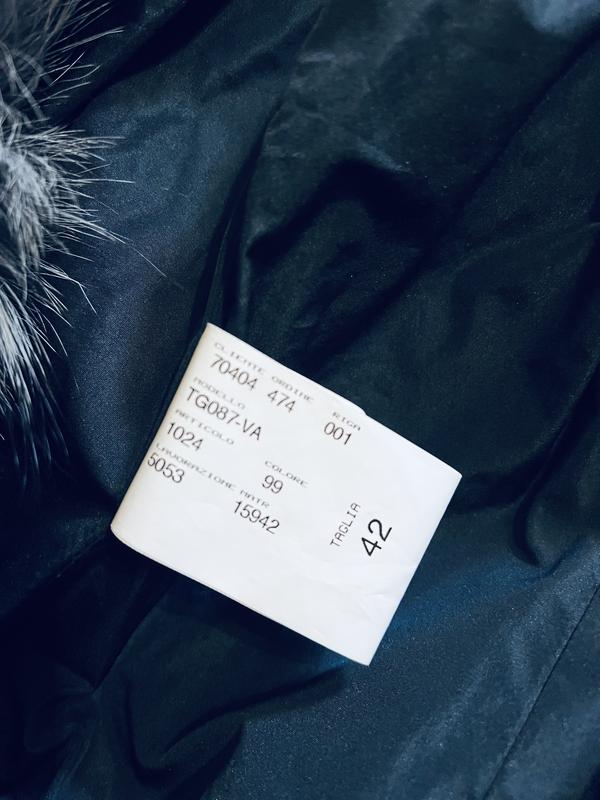 CLIENTE ORDINE RIGA
70404 474 001
MODELLO
TG087-VA
ARTICOLO COLORE
1024 99
LAVORAZIONE MATR
5053 15942
TAGLIA
42